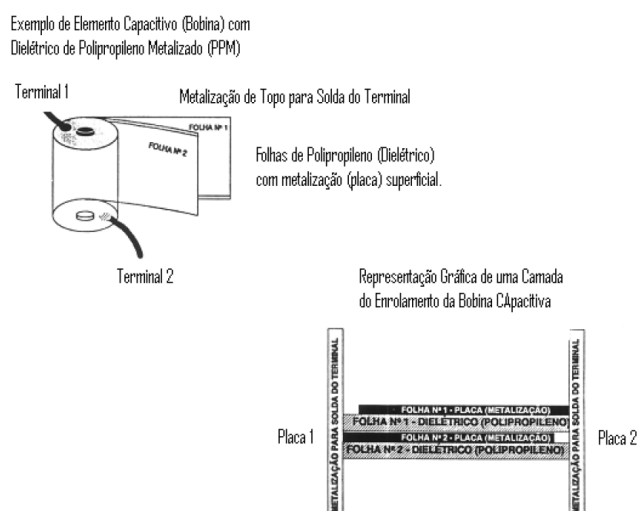 Exemplo de Elemento Capacitivo (Bobina) com
Dielétrico de Polipropileno Metalizado (PPM)
Terminal 1
Metalização de Topo para Solda do Terminal
FOLHA Nº 1
FOLHA Nº 2
Folhas de Polipropileno (Dielétrico)
com metalização (placa) superficial.
Terminal 2
Representação Gráfica de uma Camada
do Enrolamento da Bobina CApacitiva
METALIZAÇÃO PARA SOLDA DO TERMINAL
FOLHA Nº 1 - PLACA (METALIZAÇÃO)
FOLHA Nº 1 - DIELÉTRICO (POLIPROPILENO)
FOLHA Nº 2 - PLACA (METALIZAÇÃO)
FOLHA Nº 2 - DIELÉTRICO (POLIPROPILENO)
METALIZAÇÃO PARA SOLDA DO TERMINAL
Placa 1
Placa 2